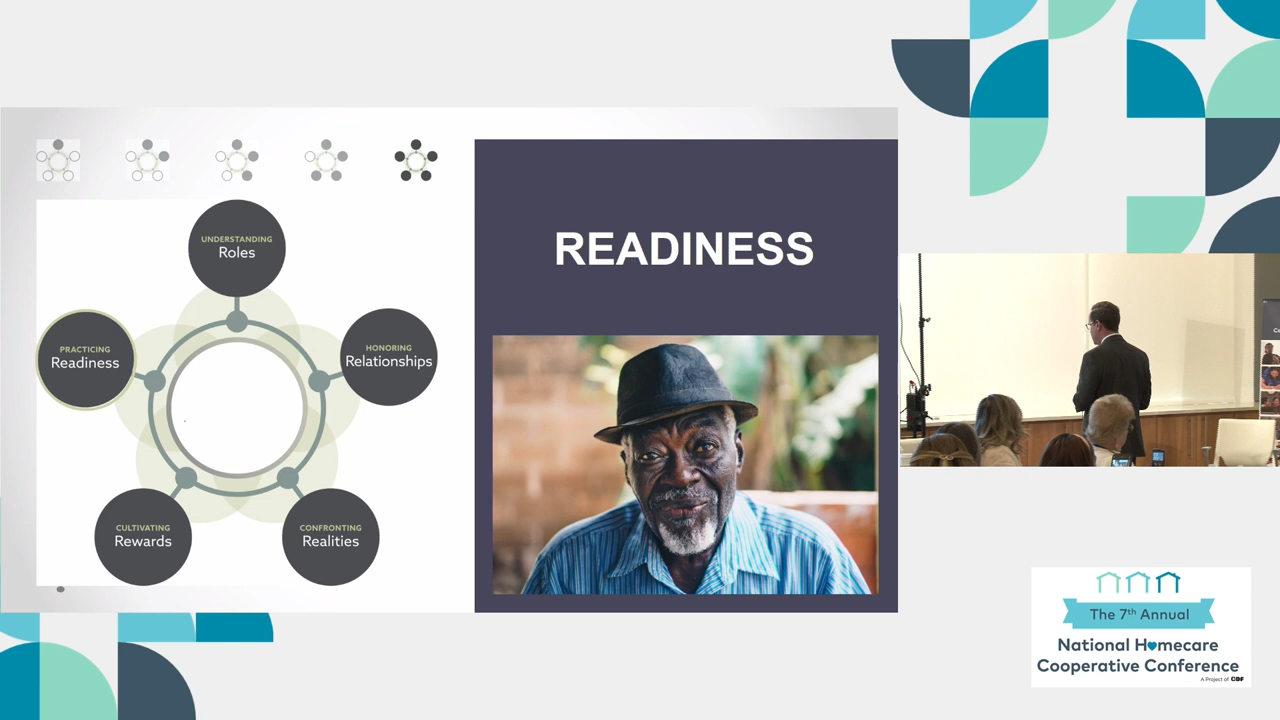 UNDERSTANDING
Roles
PRACTICING
Readiness
HONORING
Relationships
CULTIVATING
Rewards
CONFRONTING
Realities
READINESS
The 7th Annual
National Homecare
Cooperative Conference
A Project of CDF